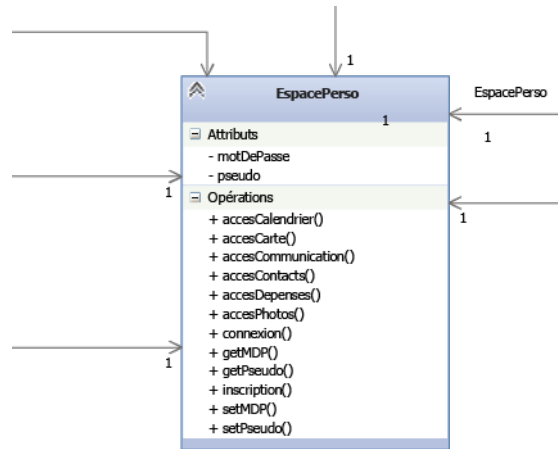 1
EspacePerso
EspacePerso
1
1
Attributs
- motDePasse
- pseudo
1
Opérations
1
+ accesCalendrier()
+ accesCarte()
+ accesCommunication()
+ accesContacts()
+ accesDepenses()
+ accesPhotos()
+ connexion()
+ getMDP()
1
+ getPseudo()
+ inscription()
+ setMDP()
+ setPseudo()